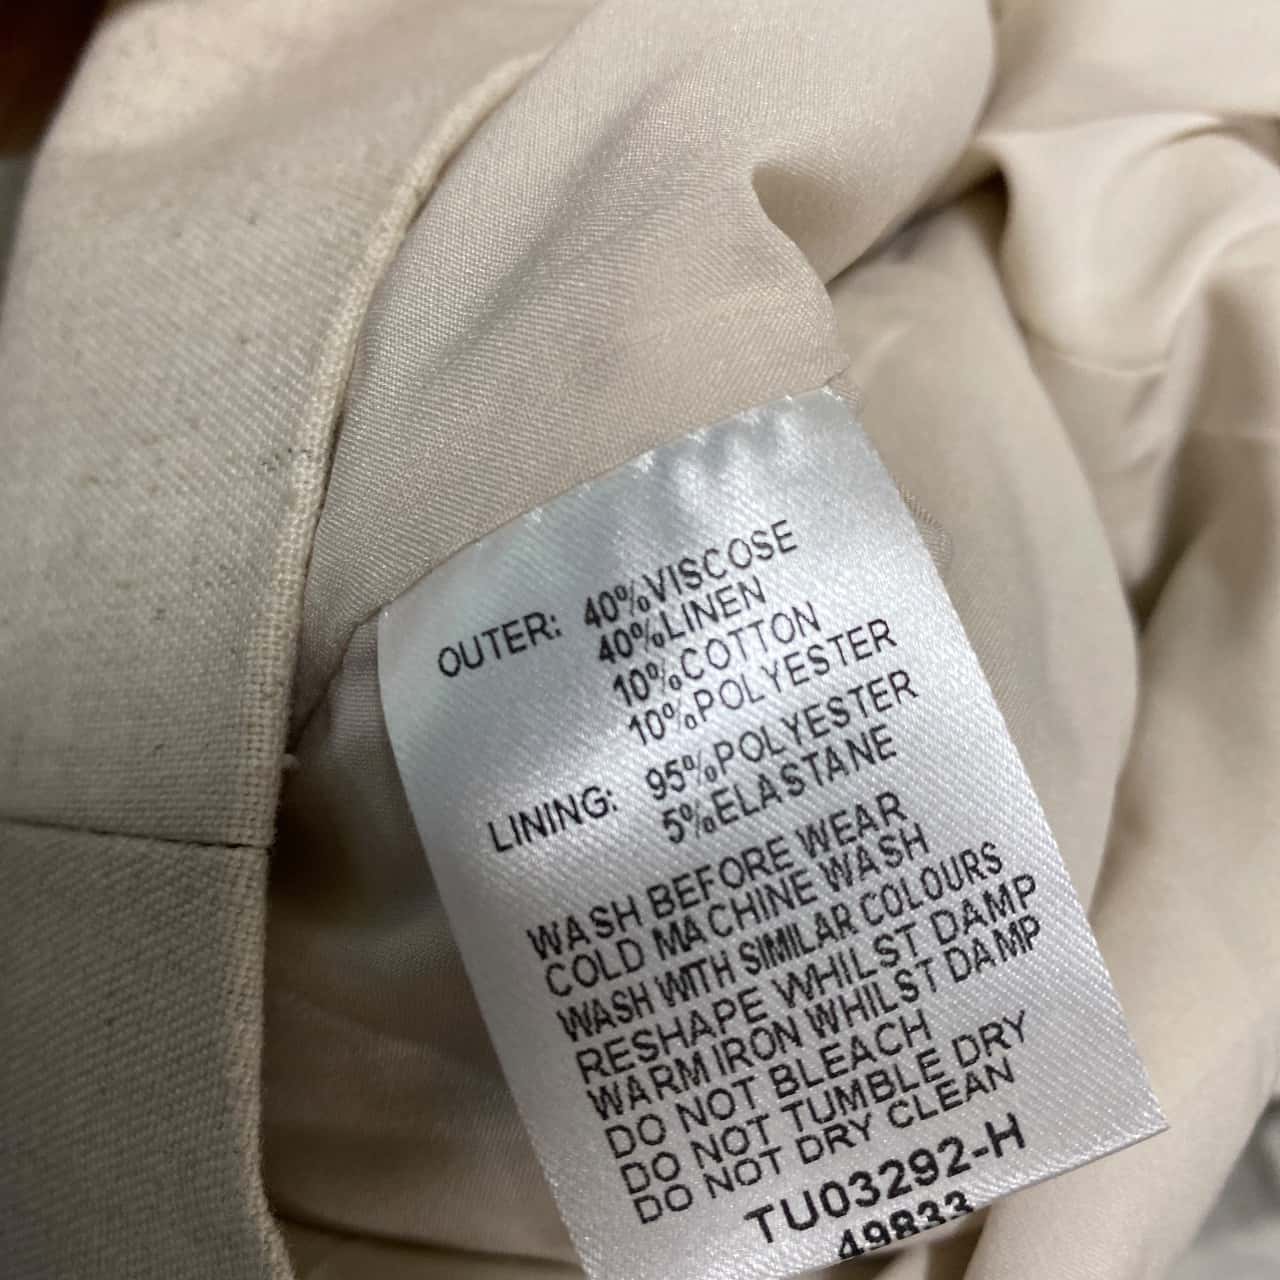 OUTER: 40%VISCOSE
40%LINEN
10%COTTON
10%POLYESTER
LINING: 95%POLYESTER
5%ELASTANE
WASH BEFORE WEAR
COLD MACHINE WASH
WASH WITH SIMILAR COLOURS
RESHAPE WHILST DAMP
WARM IRON WHILST DAMP
DO NOT BLEACH
DO NOT TUMBLE DRY
DO NOT DRY CLEAN
TU03292-H
49833